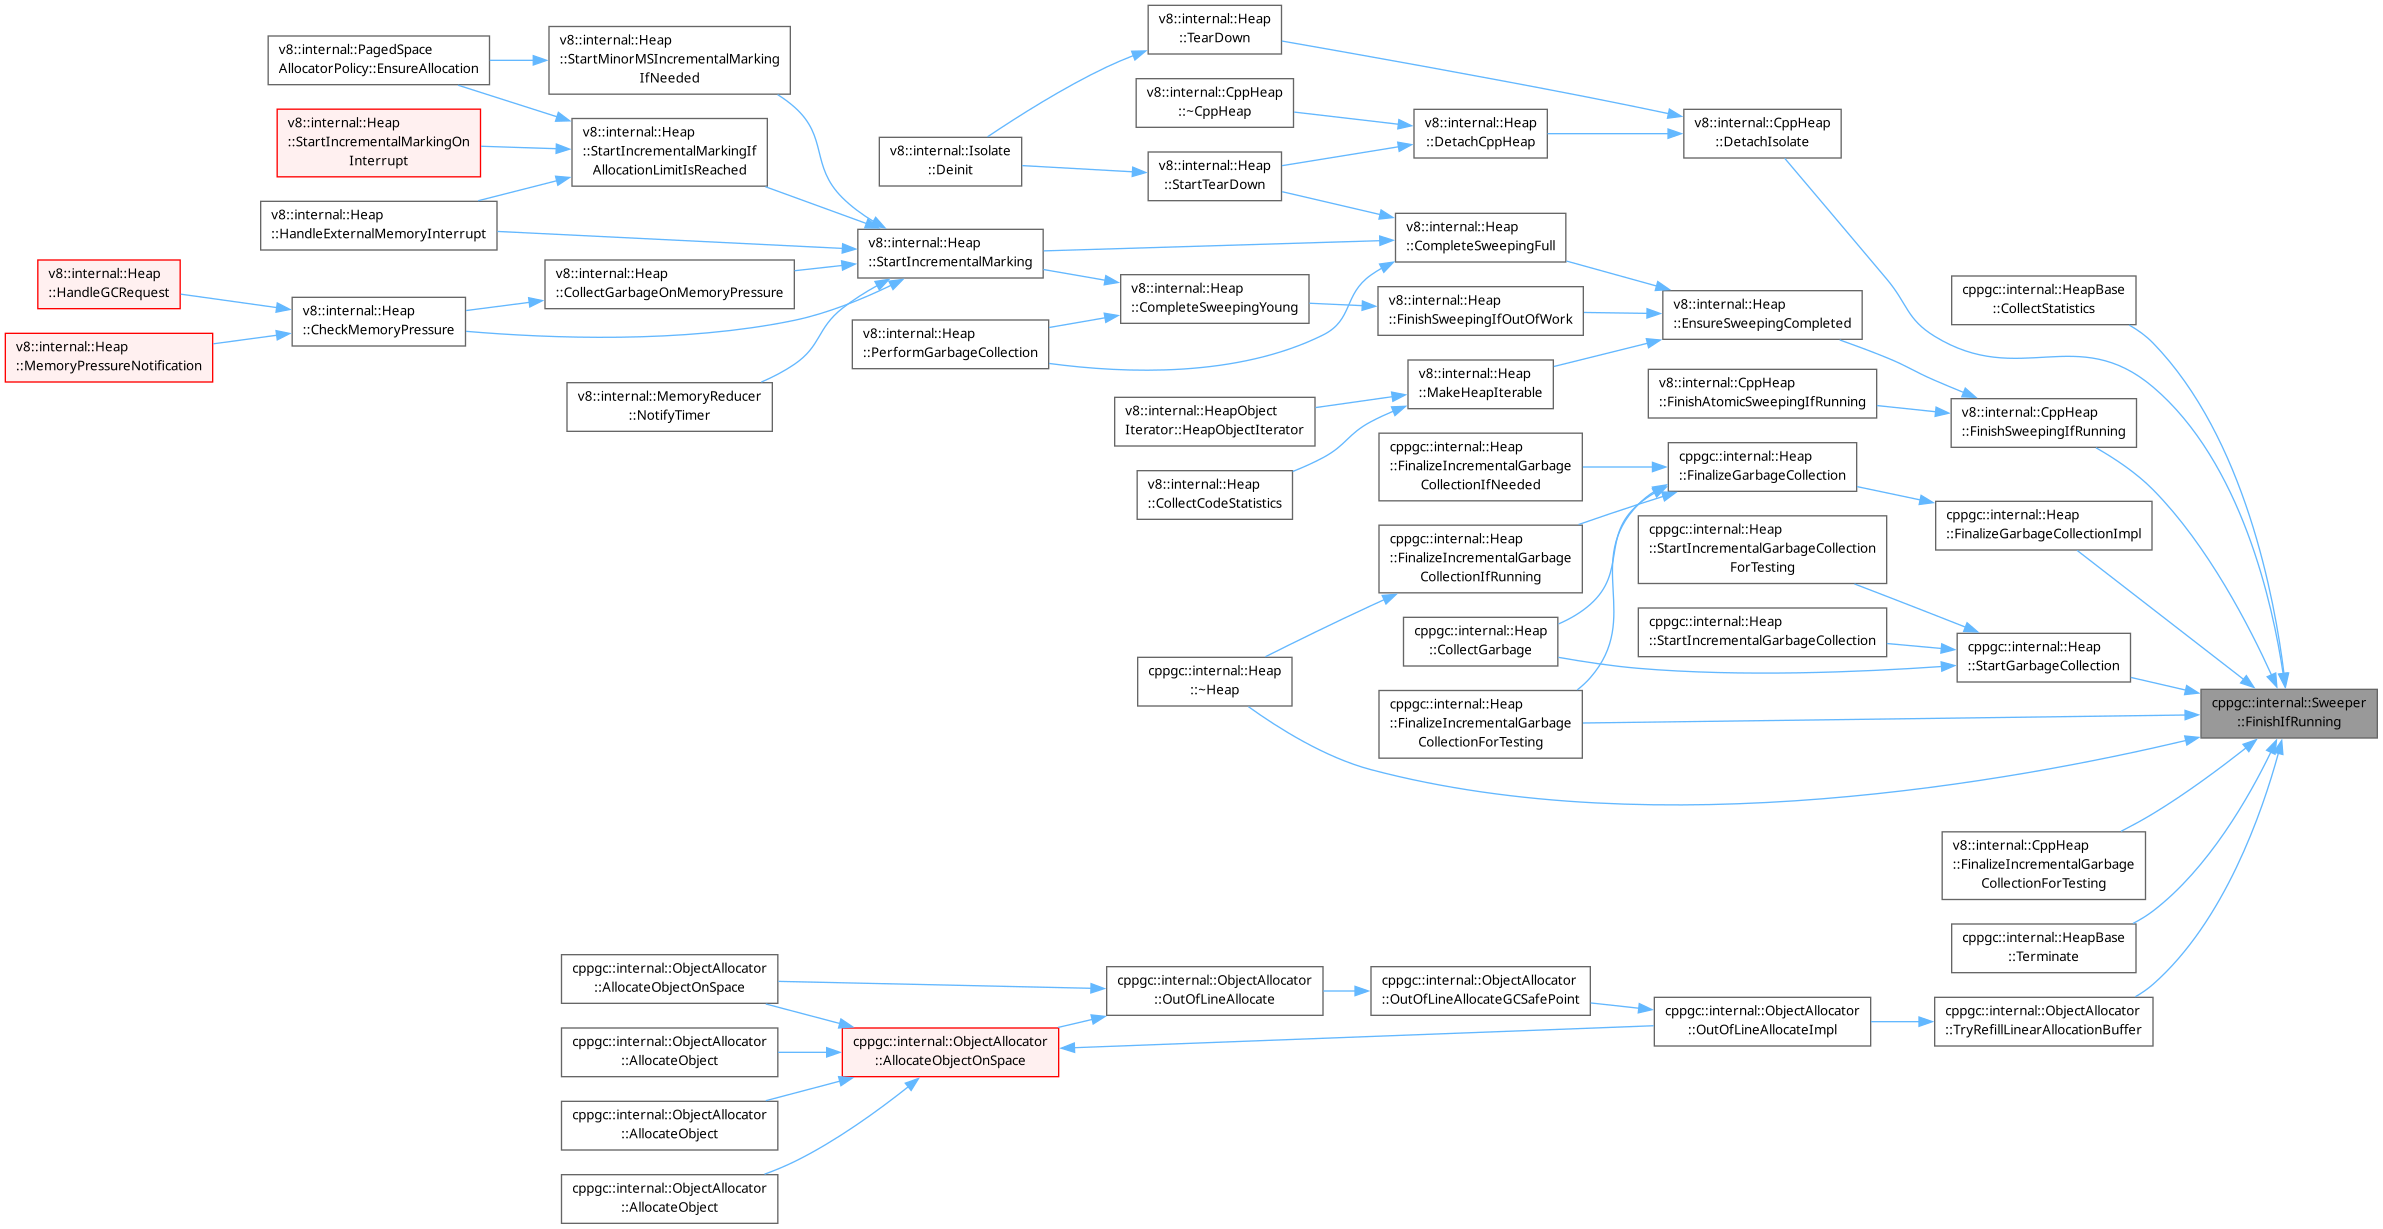 v8::internal::Heap
::TearDown
v8::internal::PagedSpace
AllocatorPolicy::EnsureAllocation
v8::internal::Heap
::StartMinorMSIncrementalMarking
IfNeeded
v8::internal::CppHeap
::~CppHeap
v8::internal::Heap
::StartIncrementalMarkingOn
Interrupt
v8::internal::Heap
::StartIncrementalMarkingIf
AllocationLimitIsReached
v8::internal::Isolate
::Deinit
v8::internal::Heap
::StartTearDown
v8::internal::Heap
::DetachCppHeap
v8::internal::CppHeap
::DetachIsolate
v8::internal::Heap
::HandleExternalMemoryInterrupt
v8::internal::Heap
::StartIncrementalMarking
v8::internal::Heap
::CompleteSweepingFull
v8::internal::Heap
::HandleGCRequest
v8::internal::Heap
::CollectGarbageOnMemoryPressure
v8::internal::Heap
::CompleteSweepingYoung
v8::internal::Heap
::FinishSweepingIfOutOfWork
v8::internal::Heap
::EnsureSweepingCompleted
cppgc::internal::HeapBase
::CollectStatistics
v8::internal::Heap
::CheckMemoryPressure
v8::internal::Heap
::MemoryPressureNotification
v8::internal::Heap
::PerformGarbageCollection
v8::internal::Heap
::MakeHeapIterable
v8::internal::CppHeap
::FinishAtomicSweepingIfRunning
v8::internal::MemoryReducer
::NotifyTimer
v8::internal::HeapObject
Iterator::HeapObjectIterator
v8::internal::CppHeap
::FinishSweepingIfRunning
cppgc::internal::Heap
::FinalizeIncrementalGarbage
CollectionIfNeeded
cppgc::internal::Heap
::FinalizeGarbageCollection
v8::internal::Heap
::CollectCodeStatistics
cppgc::internal::Heap
::FinalizeGarbageCollectionImpl
cppgc::internal::Heap
::StartIncrementalGarbageCollection
ForTesting
cppgc::internal::Heap
::FinalizeIncrementalGarbage
CollectionIfRunning
cppgc::internal::Heap
::StartIncrementalGarbageCollection
cppgc::internal::Heap
::CollectGarbage
cppgc::internal::Heap
::StartGarbageCollection
cppgc::internal::Heap
::~Heap
cppgc::internal::Heap
::FinalizeIncrementalGarbage
CollectionForTesting
cppgc::internal::Sweeper
::FinishIfRunning
v8::internal::CppHeap
::FinalizeIncrementalGarbage
CollectionForTesting
cppgc::internal::HeapBase
::Terminate
cppgc::internal::ObjectAllocator
::AllocateObjectOnSpace
cppgc::internal::ObjectAllocator
::OutOfLineAllocate
cppgc::internal::ObjectAllocator
::OutOfLineAllocateGCSafePoint
cppgc::internal::ObjectAllocator
::OutOfLineAllocateImpl
cppgc::internal::ObjectAllocator
::TryRefillLinearAllocationBuffer
cppgc::internal::ObjectAllocator
::AllocateObject
cppgc::internal::ObjectAllocator
::AllocateObjectOnSpace
cppgc::internal::ObjectAllocator
::AllocateObject
cppgc::internal::ObjectAllocator
::AllocateObject